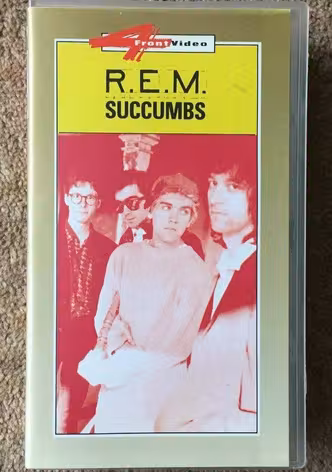 4 Front Video
R.E.M.
SUCCUMBS